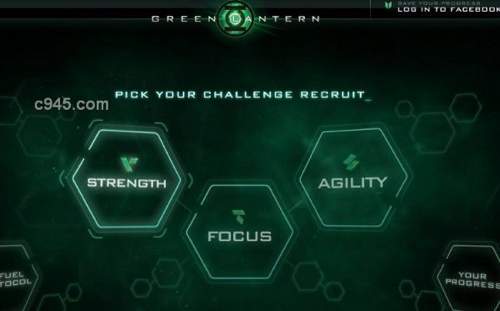 GREEN LANTERN
SAVE YOUR PROGRESS
LOG IN TO FACEBOOK
PICK YOUR CHALLENGE RECRUIT_
c945.com
STRENGTH
AGILITY
FOCUS
FUEL
TOCOL
YOUR
PROGRESS